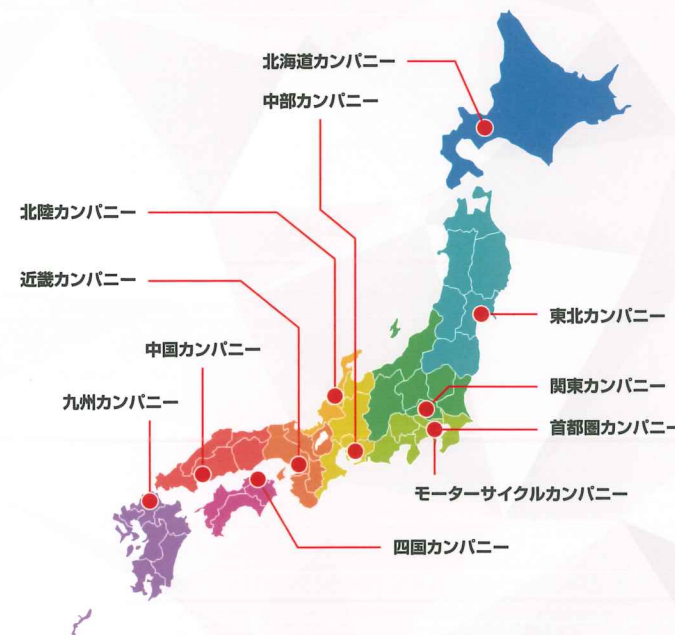 北海道カンパニー
中部カンパニー
北陸カンパニー
近畿カンパニー
東北カンパニー
中国カンパニー
関東カンパニー
九州カンパニー
首都圏カンパニー
モーターサイクルカンパニー
四国カンパニー